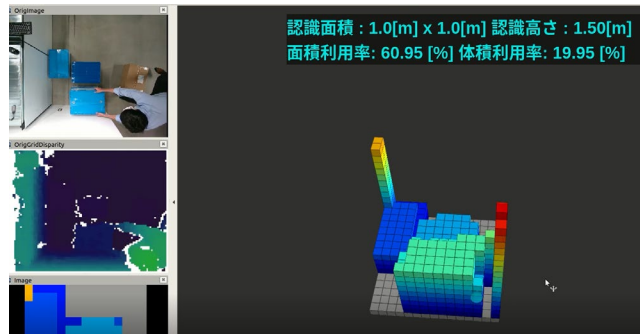 OrigImage
認識面積 : 1.0[m] x 1.0[m] 認識高さ : 1.50[m]
面積利用率: 60.95 [%] 体積利用率: 19.95 [%]
OrigGridDisparity
Image